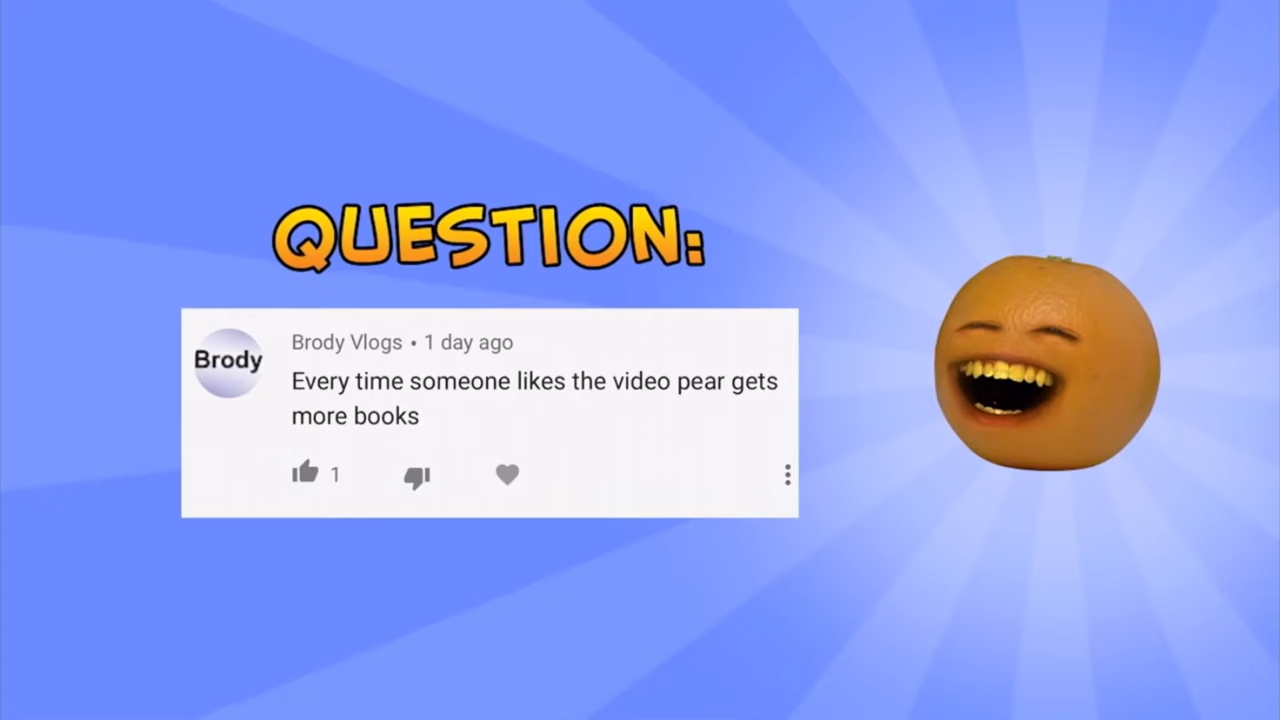 QUESTION:
Brody
Brody Vlogs • 1 day ago
Every time someone likes the video pear gets
more books
1